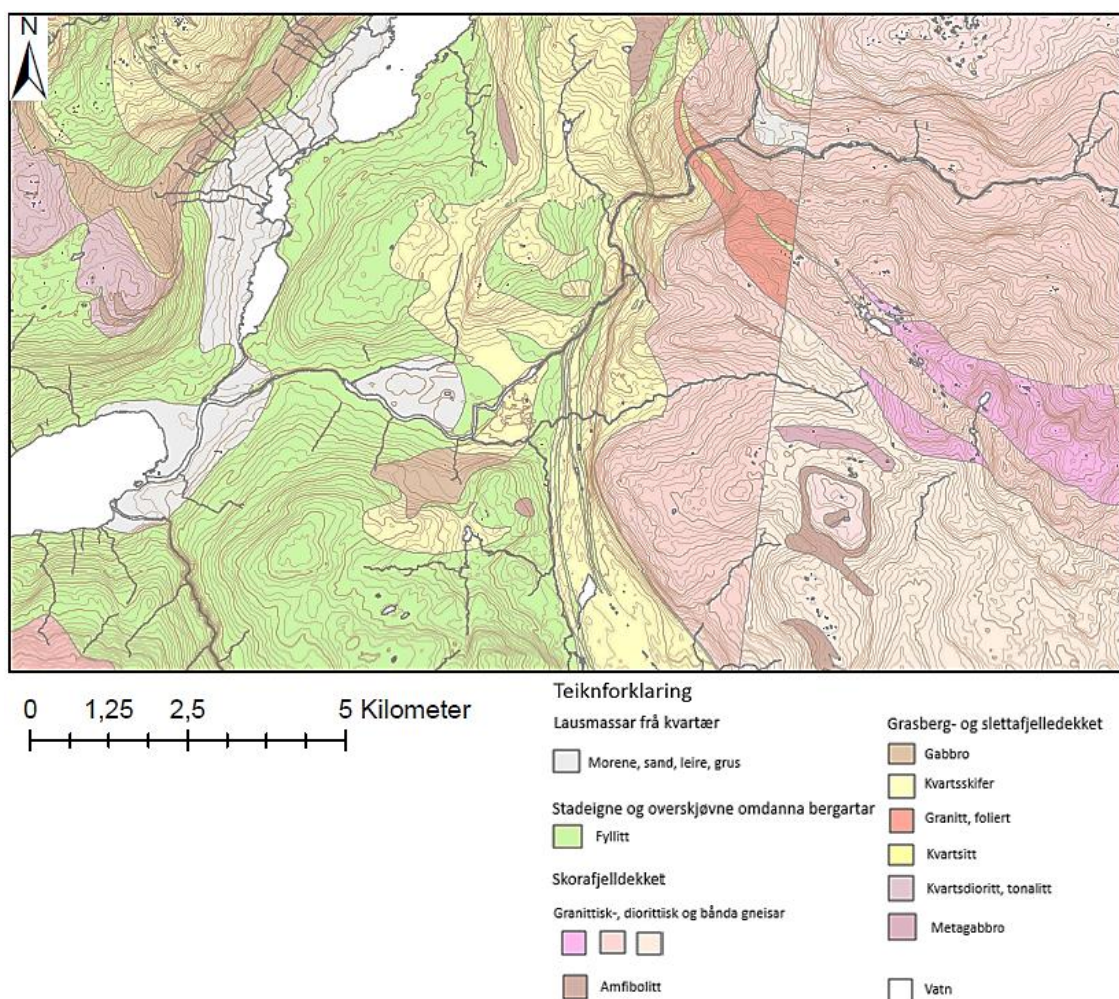 N
0 1,25 2,5 5 Kilometer
Teiknforklaring
Lausmassar frå kvartær
Morene, sand, leire, grus
Stadeigne og overskjøvne omdanna bergartar
Fyllitt
Skorafjelldekket
Granittisk-, diorittisk og bånda gneisar
Amfibolitt
Grasberg- og slettafjelledekket
Gabbro
Kvartsskifer
Granitt, foliert
Kvartsitt
Kvartsdioritt, tonalitt
Metagabbro
Vatn